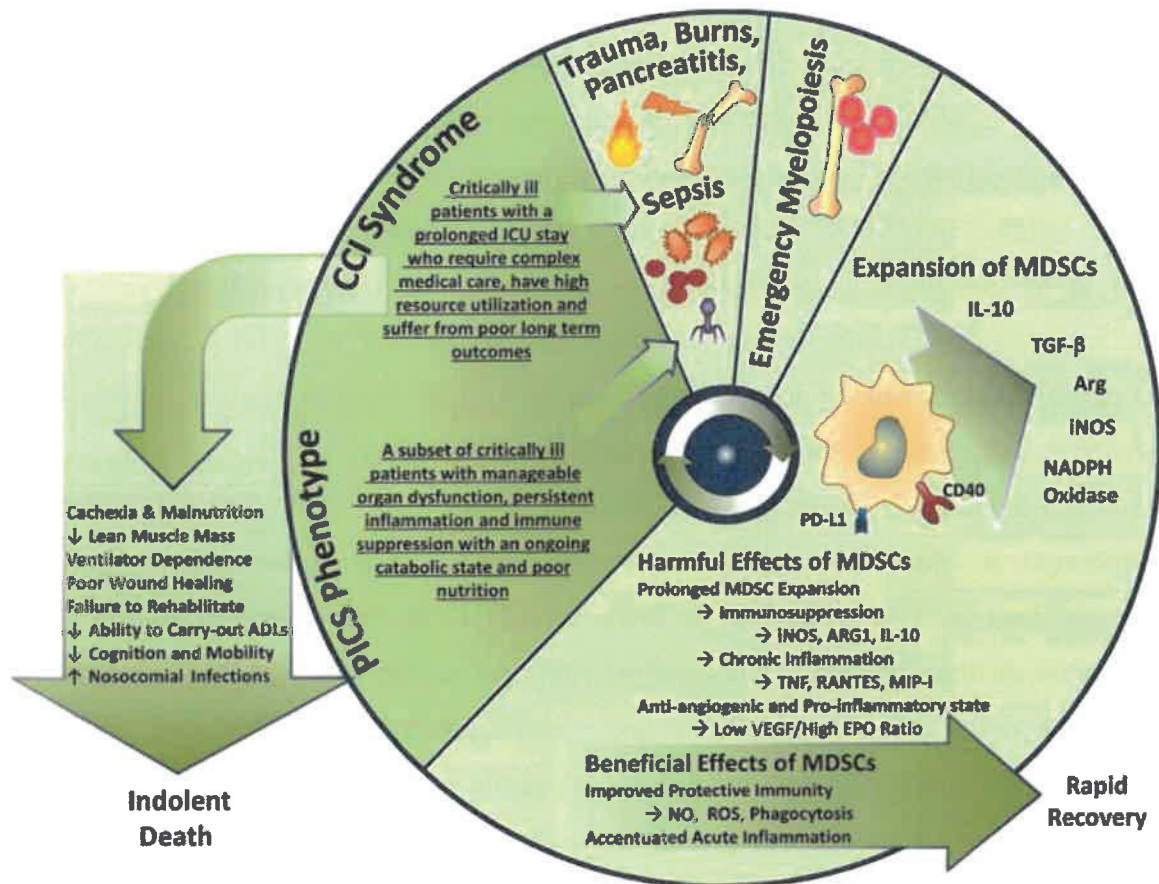 Trauma, Burns,
Pancreatitis,
Sepsis
Emergency Myelopoiesis
Expansion of MDSCs
IL-10
TGF-β
Arg
iNOS
NADPH
Oxidase
CD40
PD-L1
Harmful Effects of MDSCs
Prolonged MDSC Expansion
→ Immunosuppression
→ iNOS, ARG1, IL-10
→ Chronic Inflammation
→ TNF, RANTES, MIP-I
Anti-angiogenic and Pro-inflammatory state
→ Low VEGF/High EPO Ratio
Beneficial Effects of MDSCs
Improved Protective Immunity
→ NO, ROS, Phagocytosis
Accentuated Acute Inflammation
Rapid
Recovery
PICS Phenotype
A subset of critically ill
patients with manageable
organ dysfunction, persistent
inflammation and immune
suppression with an ongoing
catabolic state and poor
nutrition
CCI Syndrome
Critically ill
patients with a
prolonged ICU stay
who require complex
medical care, have high
resource utilization and
suffer from poor long term
outcomes
Cachexia & Malnutrition
↓ Lean Muscle Mass
Ventilator Dependence
Poor Wound Healing
Failure to Rehabilitate
↓ Ability to Carry-out ADLs
↓ Cognition and Mobility
↑ Nosocomial Infections
Indolent
Death